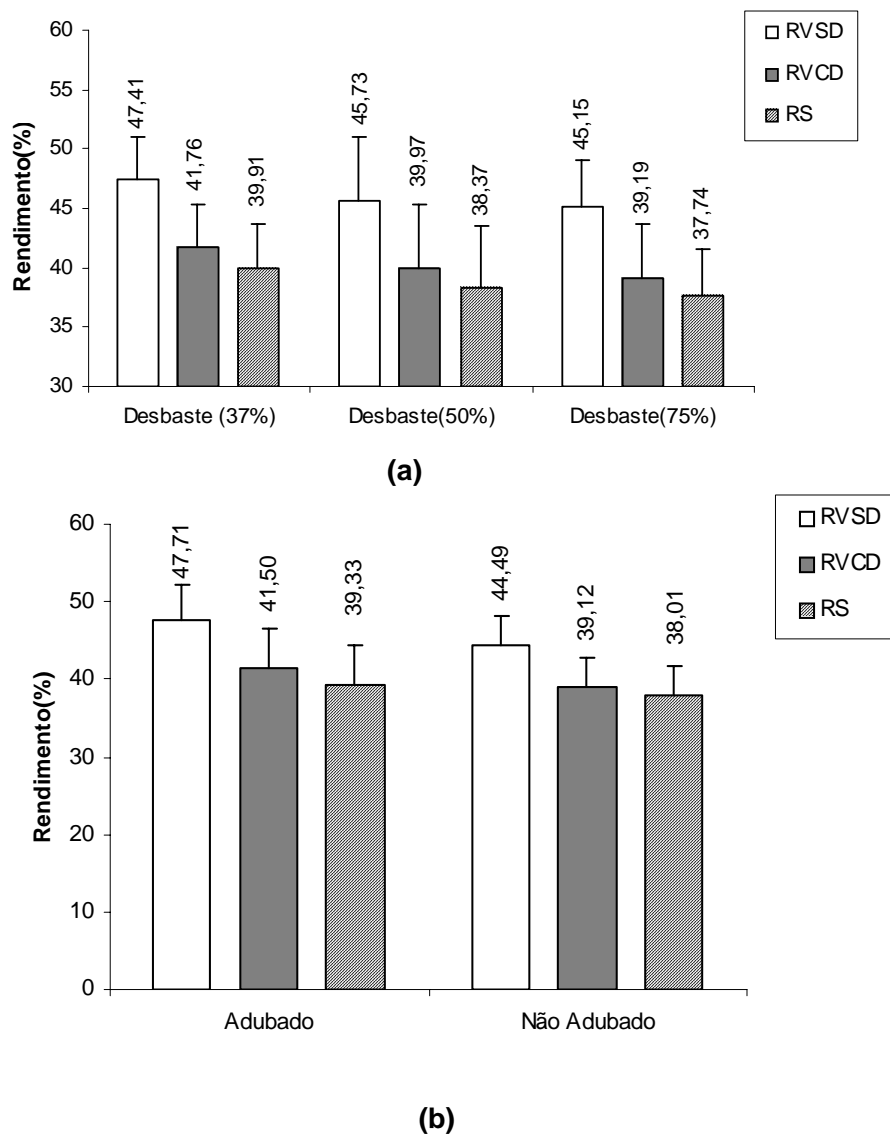 60
55
50
45
40
35
30
Rendimento(%)
47,41
41,76
39,91
45,73
39,97
38,37
45,15
39,19
37,74
RVSD
RVCD
RS
Desbaste (37%)
Desbaste(50%)
Desbaste(75%)
(a)
60
50
40
30
20
10
0
Rendimento(%)
47,71
41,50
39,33
44,49
39,12
38,01
RVSD
RVCD
RS
Adubado
Não Adubado
(b)